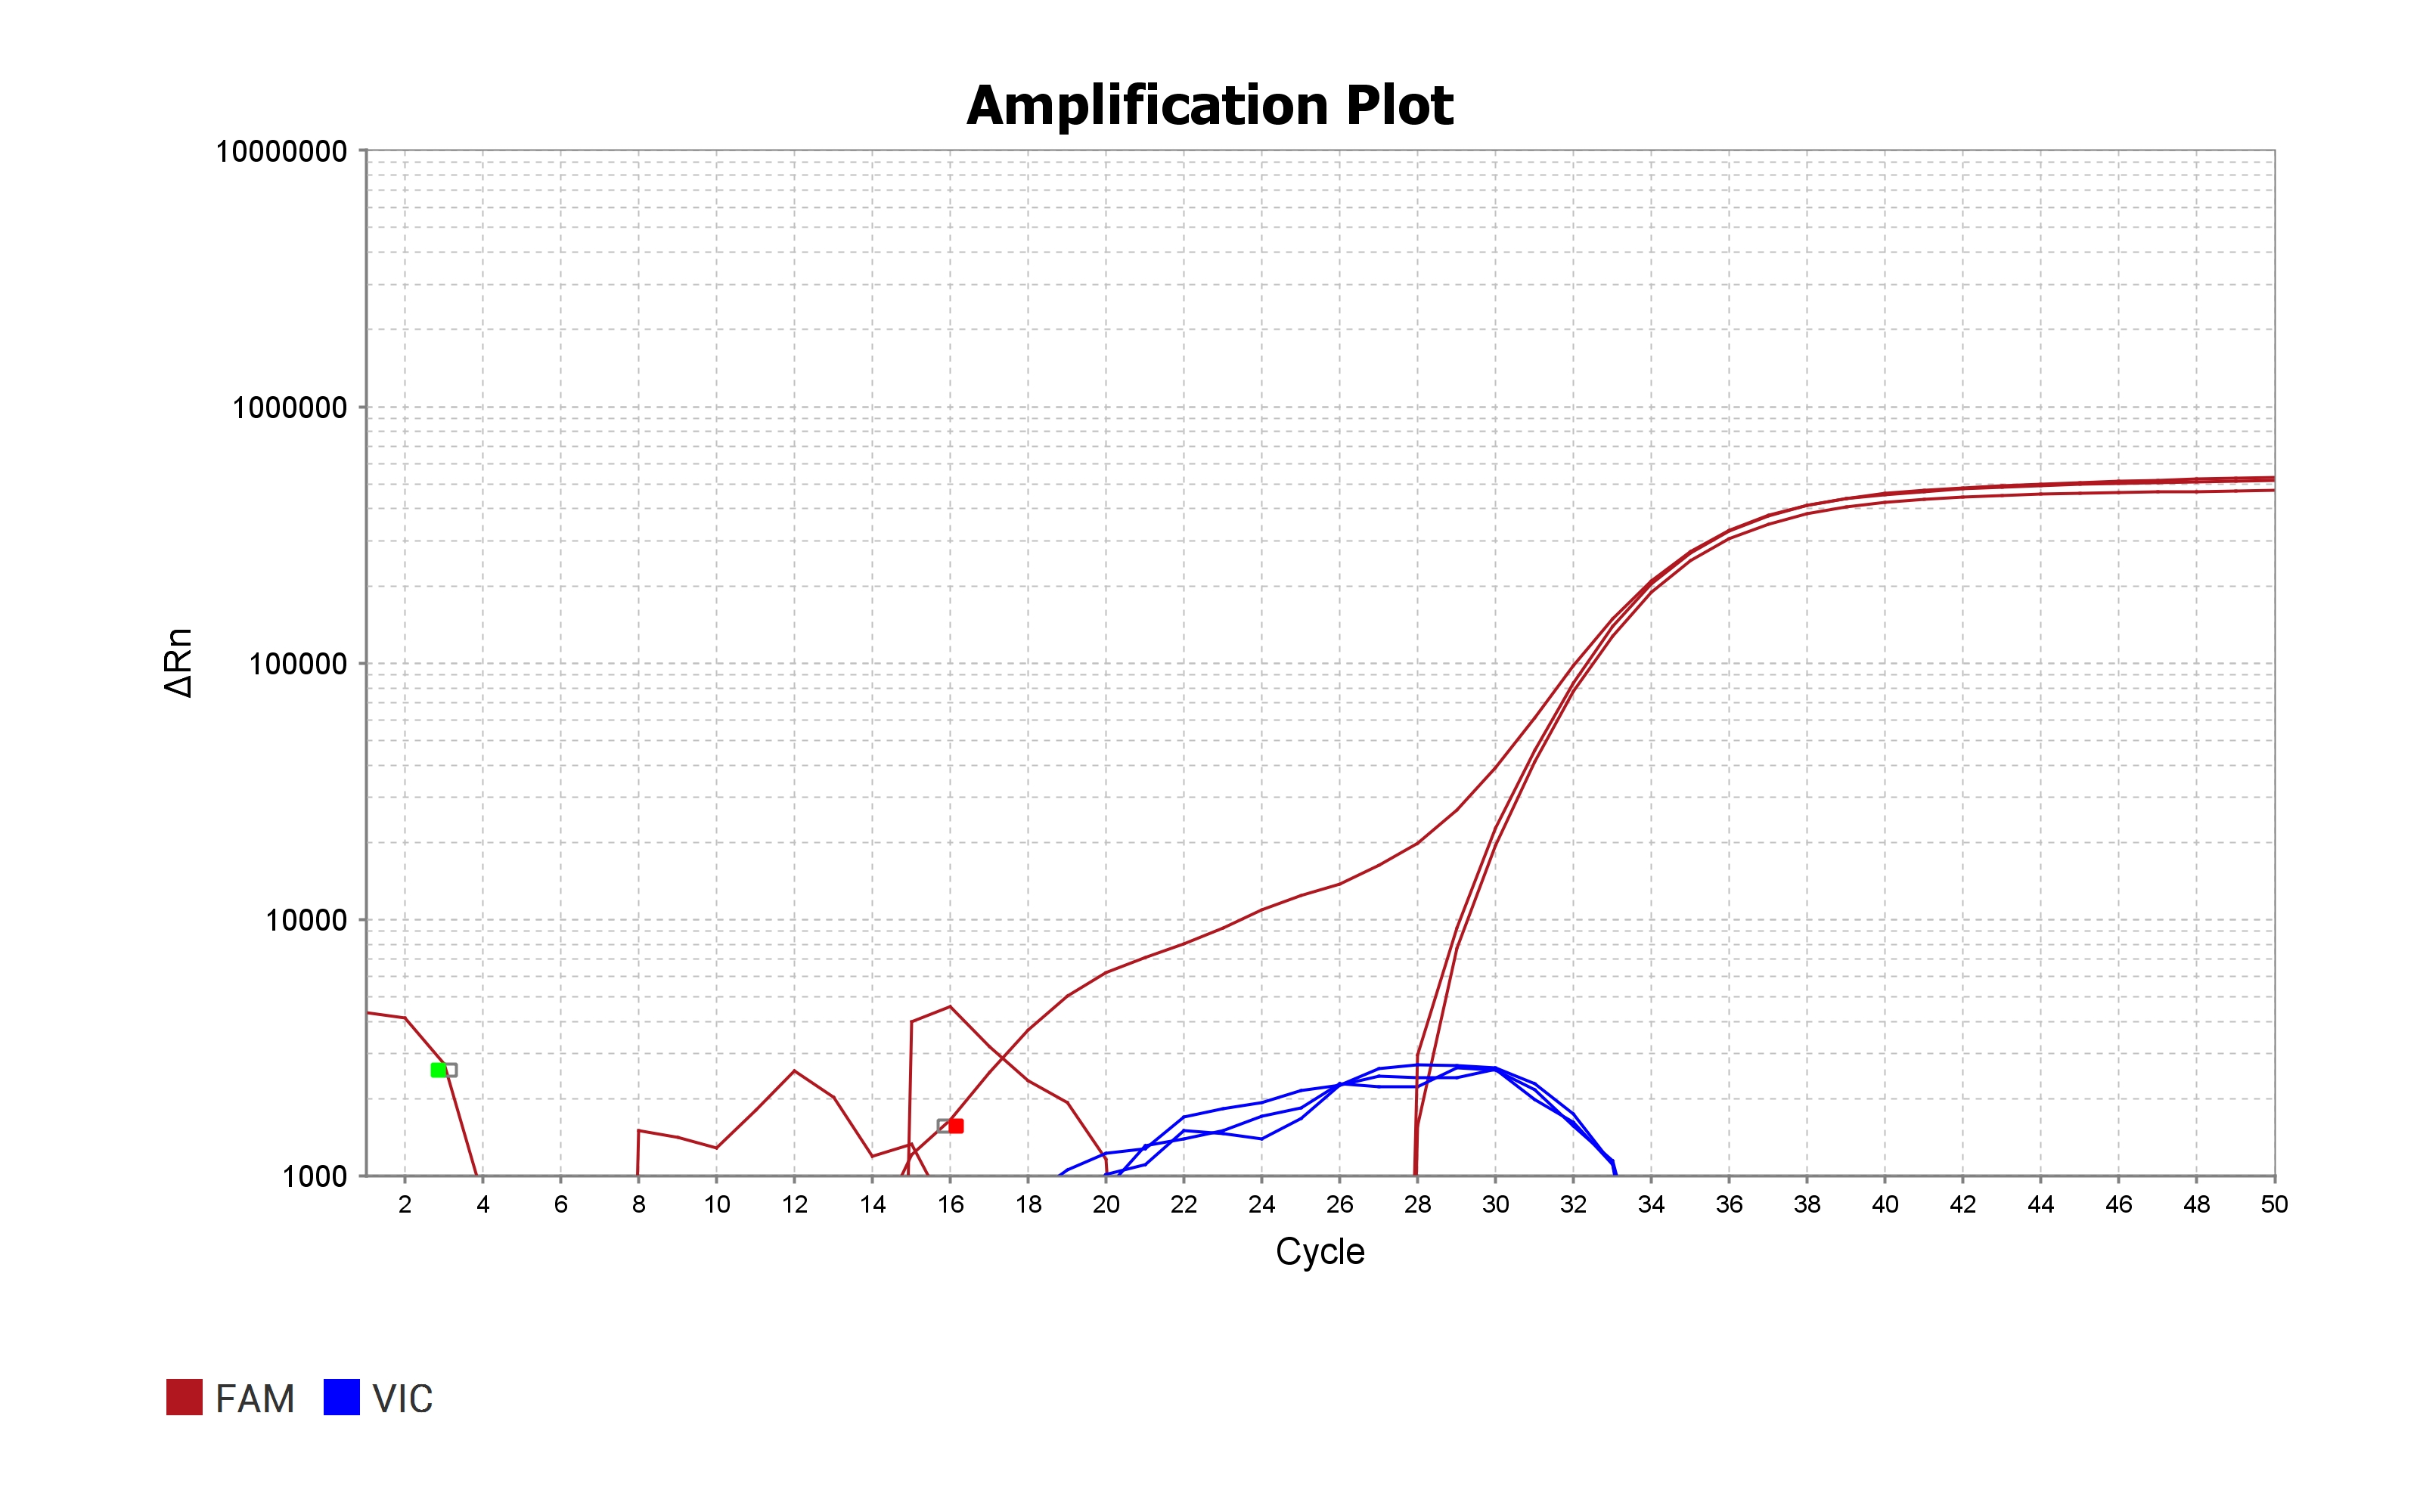 Amplification Plot
10000000
1000000
100000
10000
1000
ΔRn
2 4 6 8 10 12 14 16 18 20 22 24 26 28 30 32 34 36 38 40 42 44 46 48 50
Cycle
FAM VIC